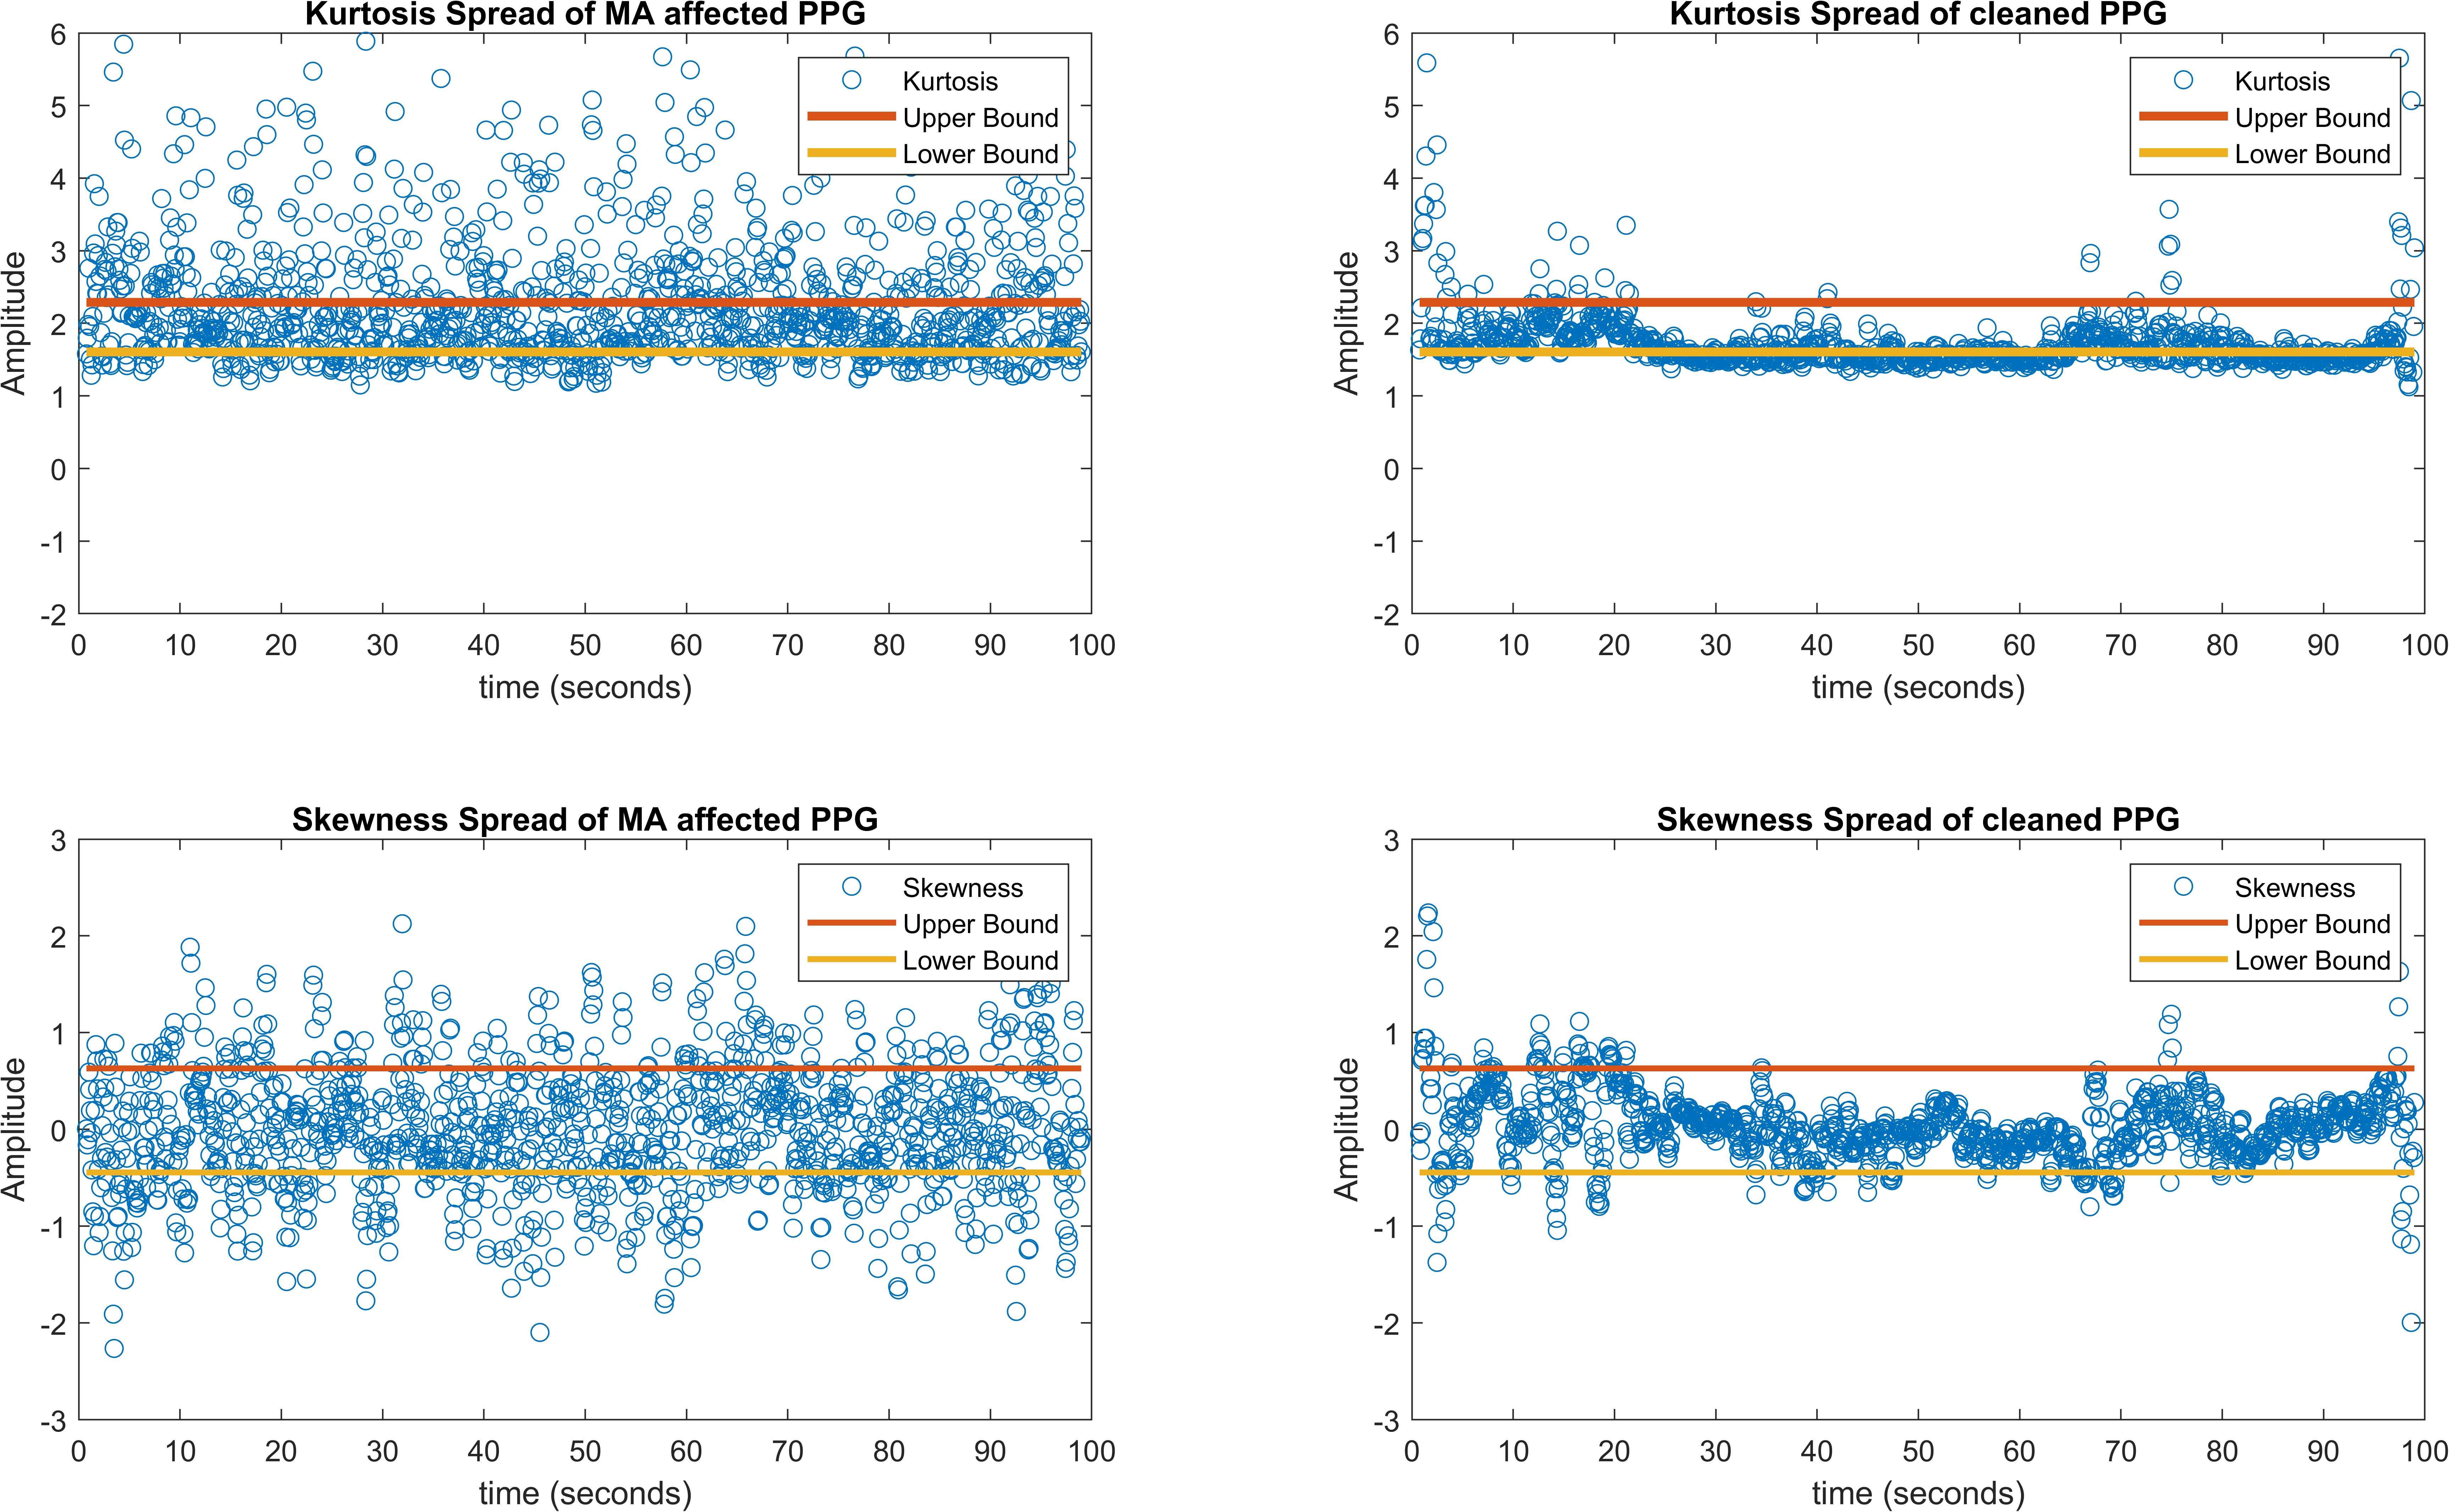 Kurtosis Spread of MA affected PPG
6
5
4
3
2
1
0
-1
-2
Amplitude
0 10 20 30 40 50 60 70 80 90 100
time (seconds)
Kurtosis
Upper Bound
Lower Bound
Kurtosis Spread of cleaned PPG
6
5
4
3
2
1
0
-1
-2
Amplitude
0 10 20 30 40 50 60 70 80 90 100
time (seconds)
Kurtosis
Upper Bound
Lower Bound
Skewness Spread of MA affected PPG
3
2
1
0
-1
-2
-3
Amplitude
0 10 20 30 40 50 60 70 80 90 100
time (seconds)
Skewness
Upper Bound
Lower Bound
Skewness Spread of cleaned PPG
3
2
1
0
-1
-2
-3
Amplitude
0 10 20 30 40 50 60 70 80 90 100
time (seconds)
Skewness
Upper Bound
Lower Bound